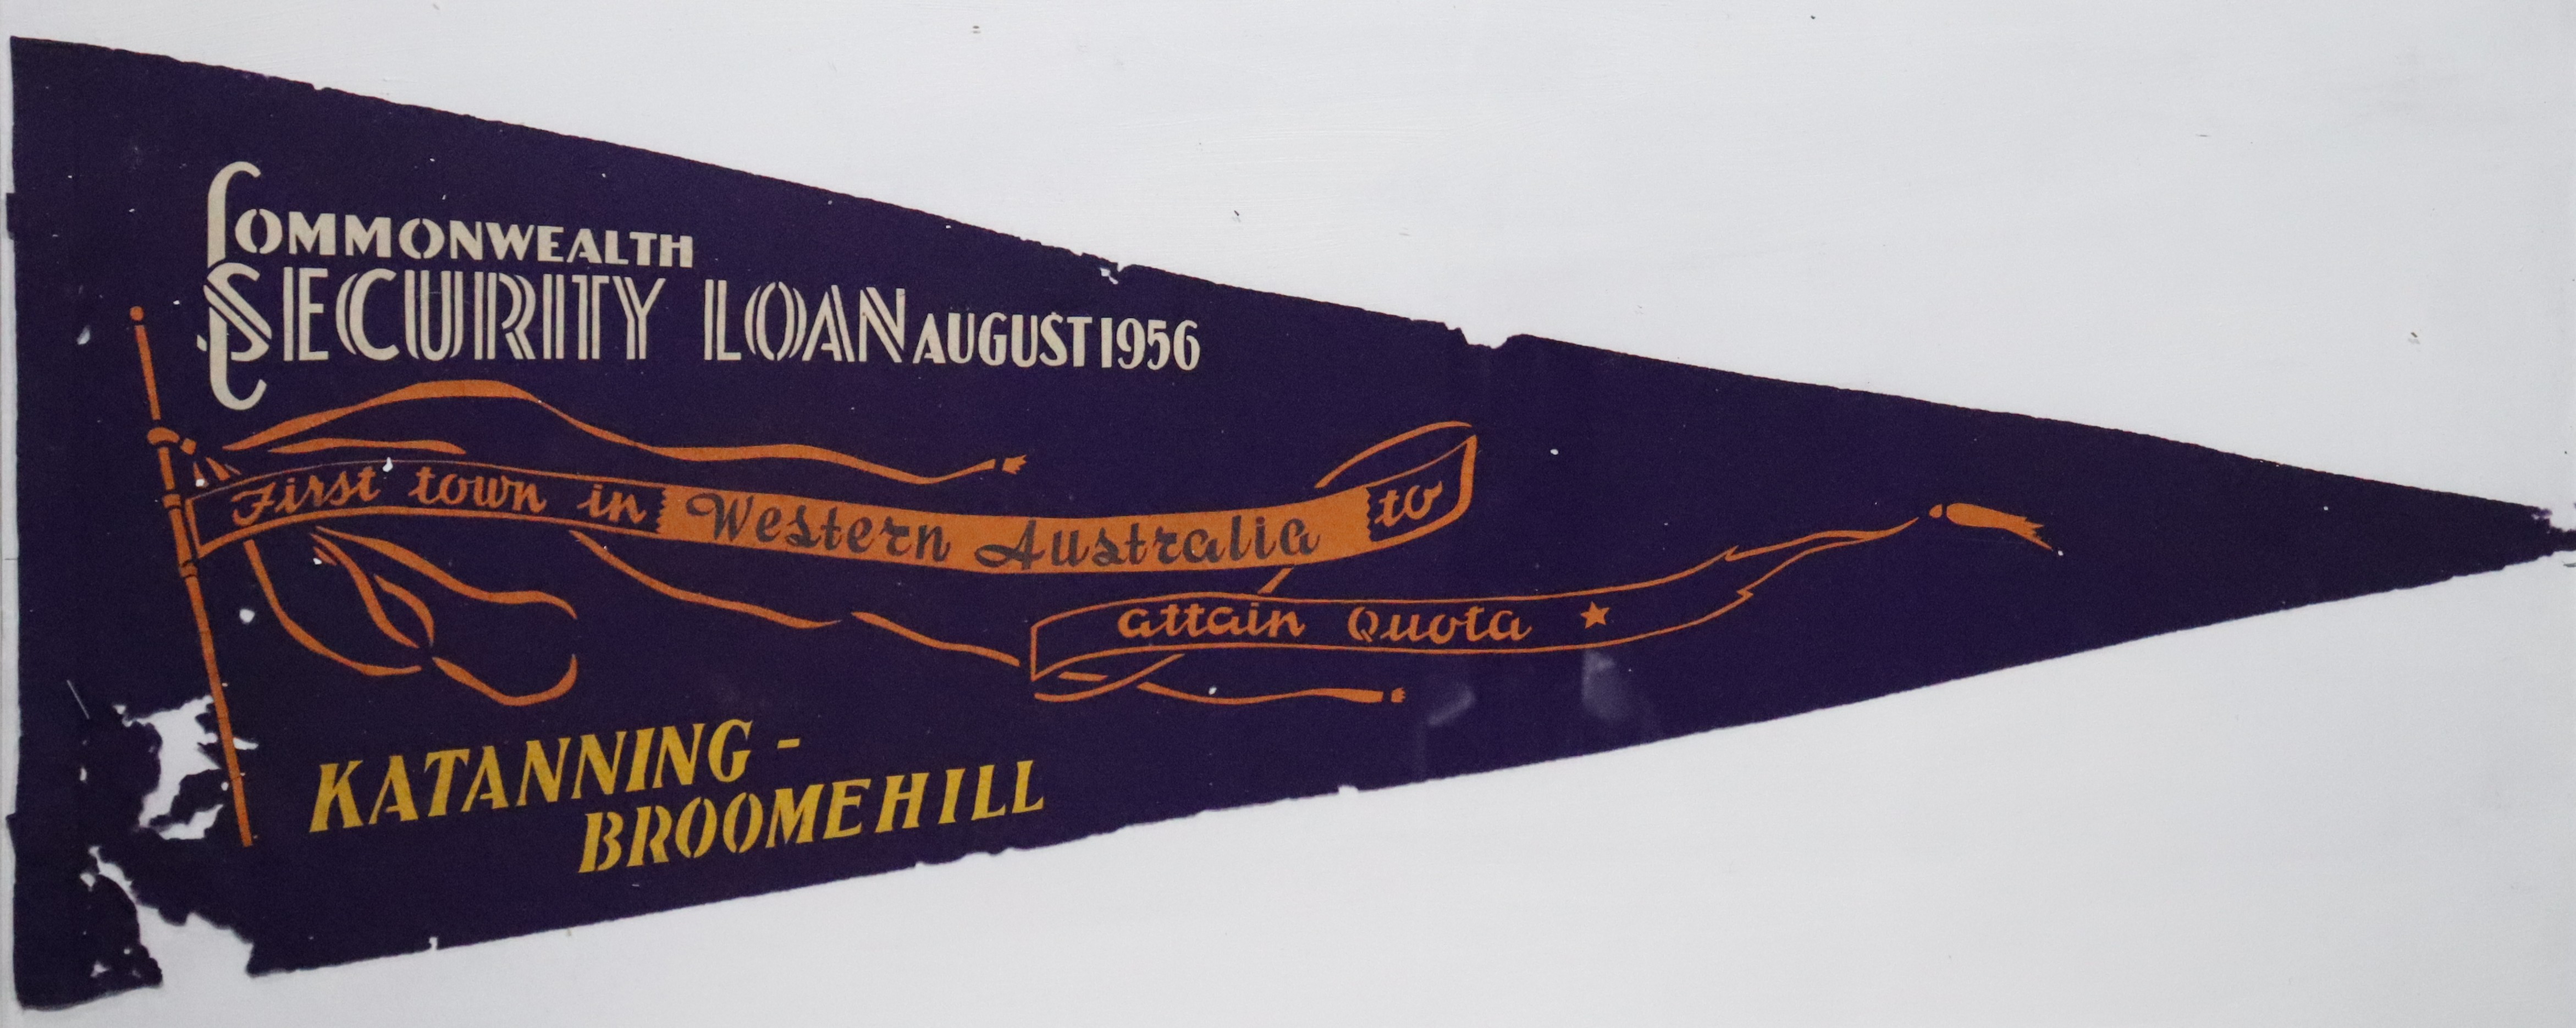 COMMONWEALTH
SECURITY LOAN AUGUST 1956
First town in Western Australia to
attain Quota
KATANNING -
BROOMEHILL